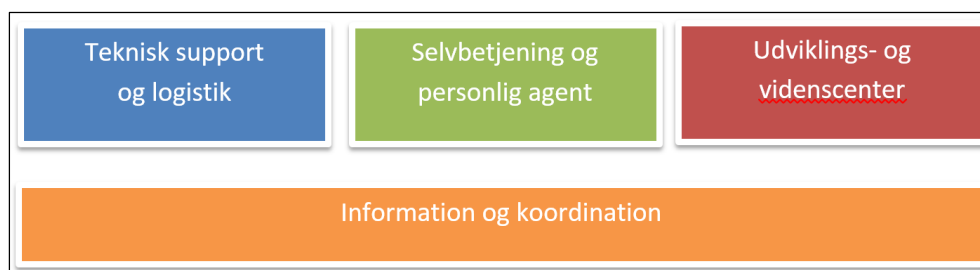 Teknisk support
og logistik
Selvbetjening og
personlig agent
Udviklings- og
videnscenter
Information og koordination